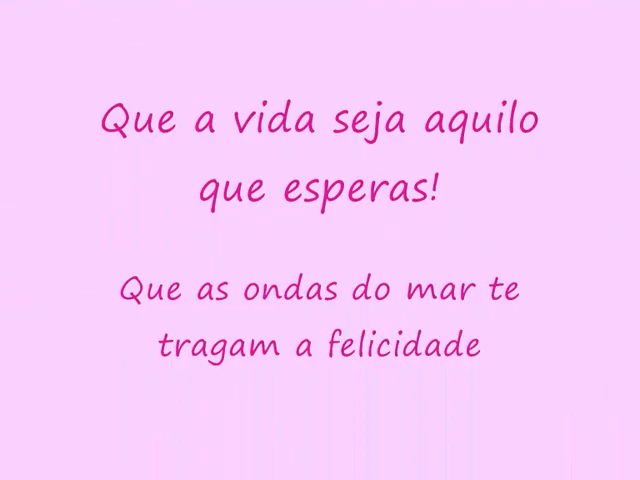 Que a vida seja aquilo
que esperas!
Que as ondas do mar te
tragam a felicidade